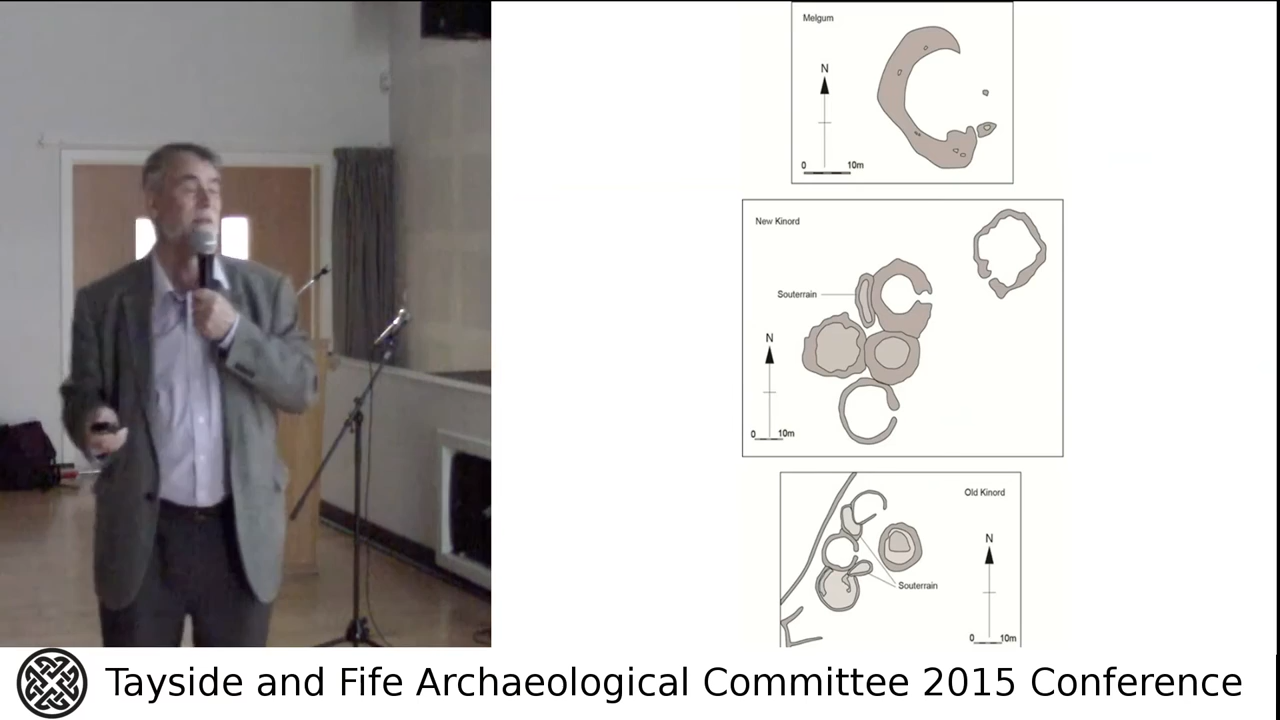 Melgum
N
0 10m
New Kinord
Souterrain
N
0 10m
Old Kinord
N
Souterrain
0 10m
Tayside and Fife Archaeological Committee 2015 Conference